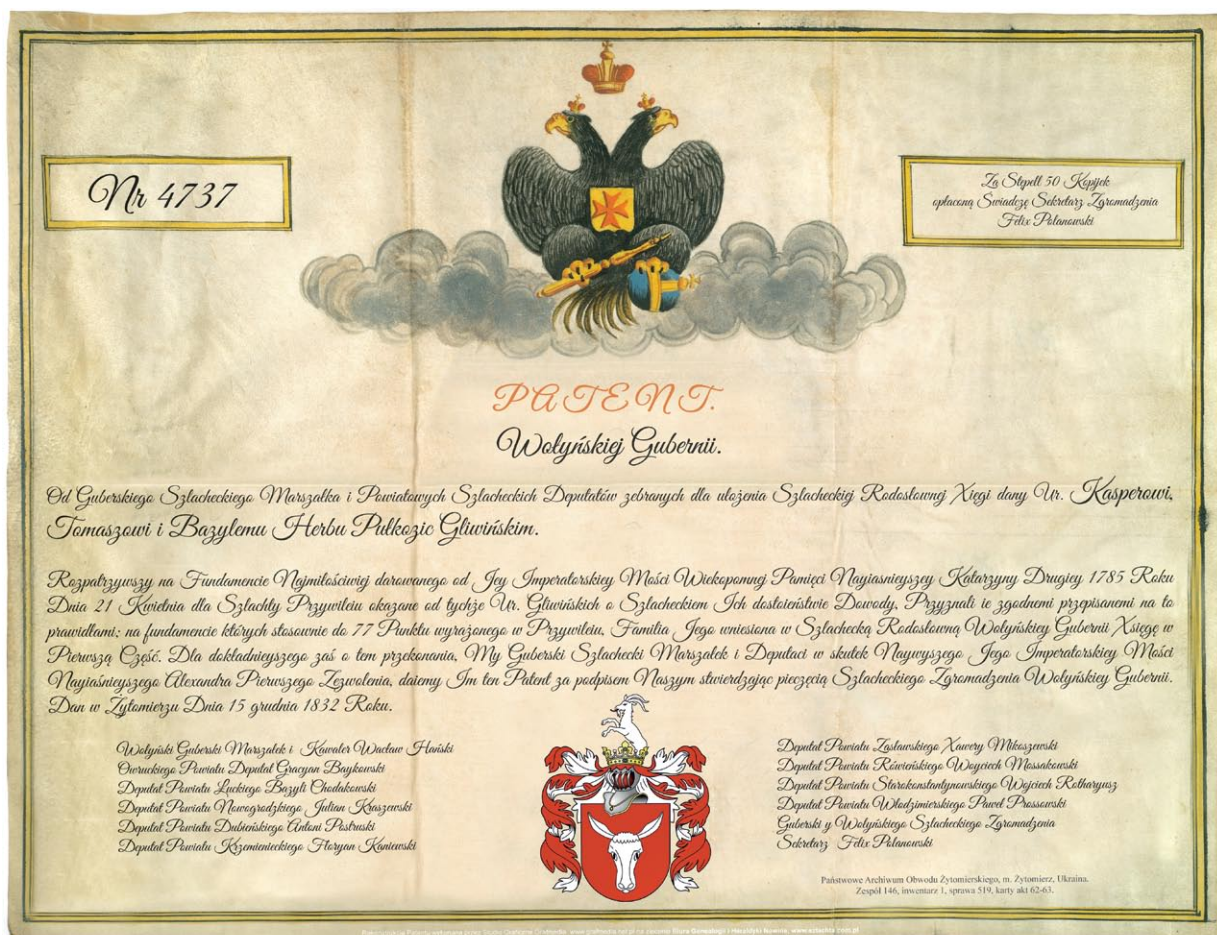 Nr 4737
Za Stępell 50 Kopijek
opłaconą Świadczę Sekretarz Zgromadzenia
Felix Polanowski
PATENT.
Wołyńskiej Gubernii.
Od Guberskiego Szlacheckiego Marszałka i Powiatowych Szlacheckich Deputatów zebranych dla ułożenia Szlacheckiej Rodosłownej Xięgi dany Ur. Kasperowi,
Tomaszowi i Bazylemu Herbu Pułkozic Gliwińskim.
Rozpatrzywszy na Fundamencie Najmiłościwiej darowanego od Jey Imperatorskiey Mości Wiekopomnej Pamięci Nayiasnieyszey Katarzyny Drugiey 1785 Roku
Dnia 21 Kwietnia dla Szlachty Przywileiu okazane od tychże Ur. Gliwińskich o Szlacheckiem Ich dostoieństwie Dowody, Przyznali ie zgodnemi przepisanemi na to
prawidłami; na fundamencie których stosownie do 77 Punktu wyrażonego w Przywileiu, Familia Jego wniesiona w Szlachecką Rodosłowną Wołyńskiey Gubernii Xsięgę w
Pierwszą Część. Dla dokładnieyszego zaś o tem przekonania, My Guberski Szlachecki Marszałek i Deputaci w skutek Naywyszego Jego Imperatorskiey Mości
Nayiaśnieyszego Alexandra Pierwszego Zezwolenia, daiemy Im ten Patent za podpisem Naszym stwierdzając pieczęcią Szlacheckiego Zgromadzenia Wołyńskiey Gubernii.
Dan w Żytomierzu Dnia 15 grudnia 1832 Roku.
Wołyński Guberski Marszałek i Kawaler Wacław Hański
Owruckiego Powiatu Deputat Gracyan Baykowski
Deputat Powiatu Łuckiego Bazyli Chodakowski
Deputat Powiatu Nowogrodzkiego Julian Kraszewski
Deputat Powiatu Dubieńskiego Antoni Postruski
Deputat Powiatu Krzemienieckiego Floryan Kaniewski
Deputat Powiatu Zasławskiego Xawery Mikoszewski
Deputat Powiatu Rówieńskiego Woyciech Mossakowski
Deputat Powiatu Starokonstantynowskiego Wojciech Rotharyusz
Deputat Powiatu Włodzimierskiego Paweł Prossowski
Guberski y Wołyńskiego Szlacheckiego Zgromadzenia
Sekretarz Felix Polanowski
Państwowe Archiwum Obwodu Żytomierskiego, m. Żytomierz, Ukraina.
Zespół 146, inwentarz 1, sprawa 519, karty akt 62-63.